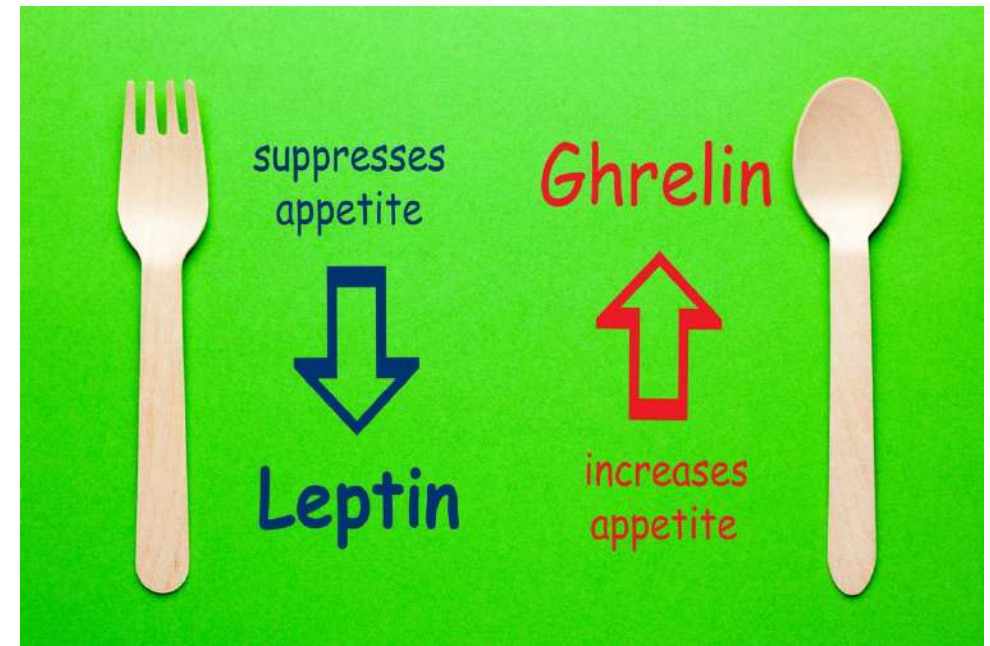 suppresses
appetite
Leptin
Ghrelin
increases
appetite